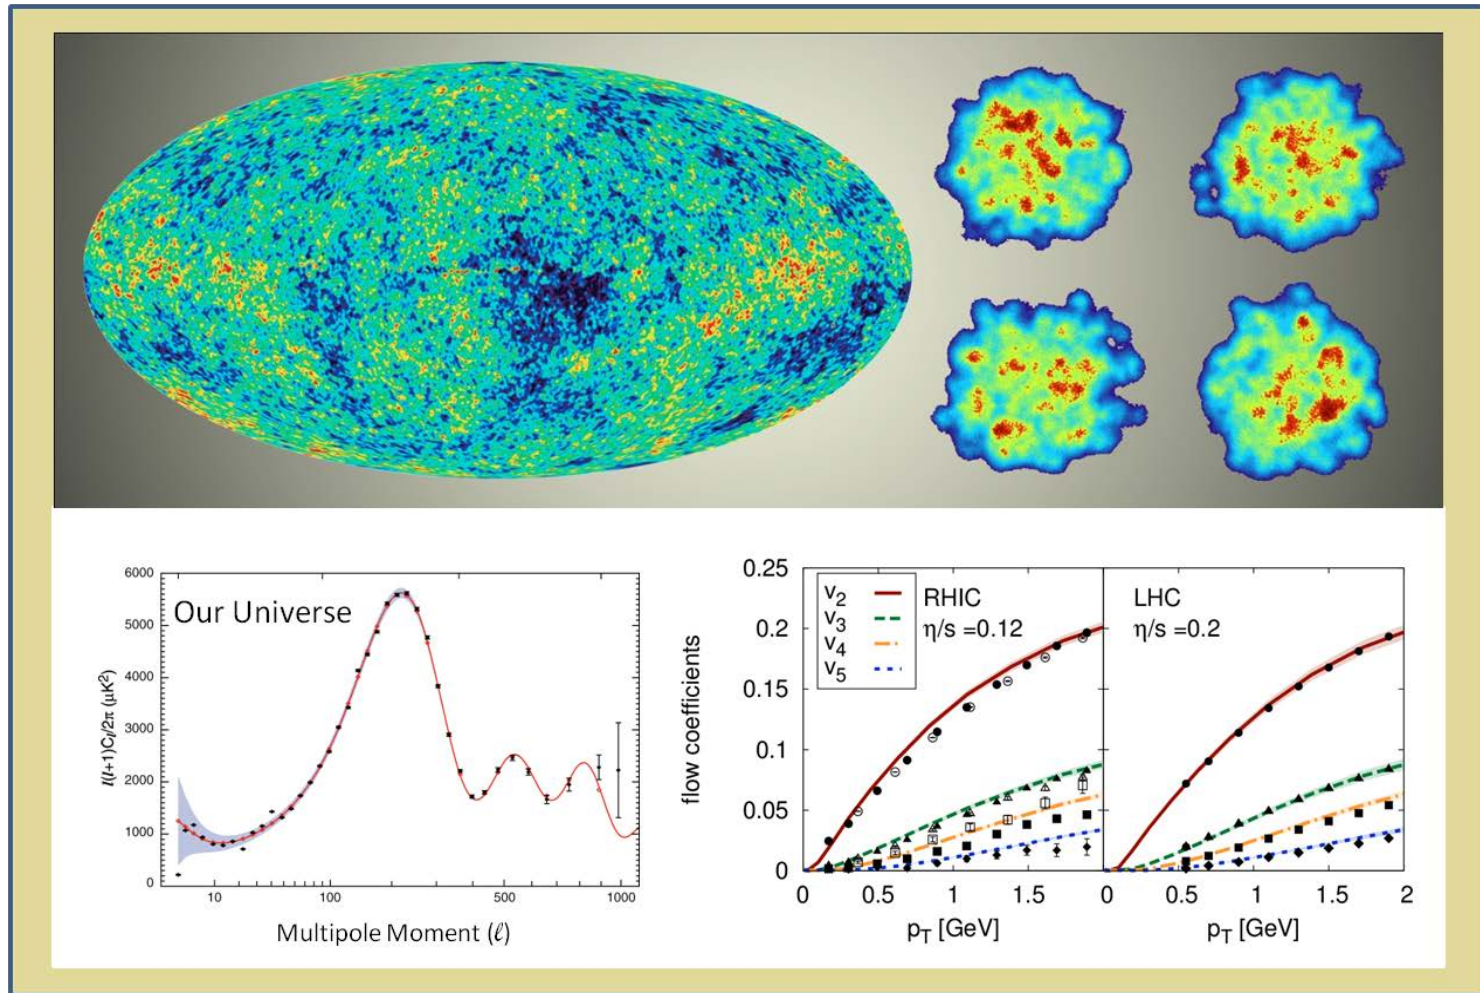 Our Universe
ℓ(ℓ+1)Cℓ/2π (μK²)
6000
5000
4000
3000
2000
1000
0
10
100
500
1000
Multipole Moment (ℓ)
flow coefficients
0.25
0.2
0.15
0.1
0.05
0
v₂
v₃
v₄
v₅
RHIC
η/s =0.12
LHC
η/s =0.2
0
0.5
1
1.5
0
0.5
1
1.5
2
p_T [GeV]
p_T [GeV]